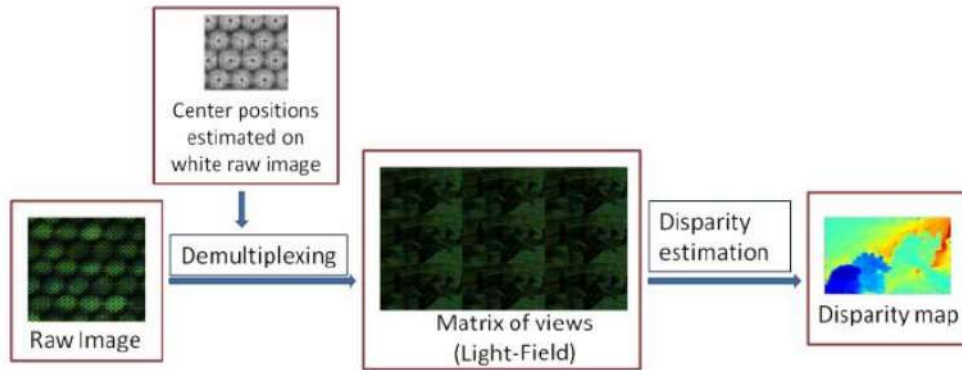 Center positions
estimated on
white raw image
Raw Image
Demultiplexing
Matrix of views
(Light-Field)
Disparity
estimation
Disparity map